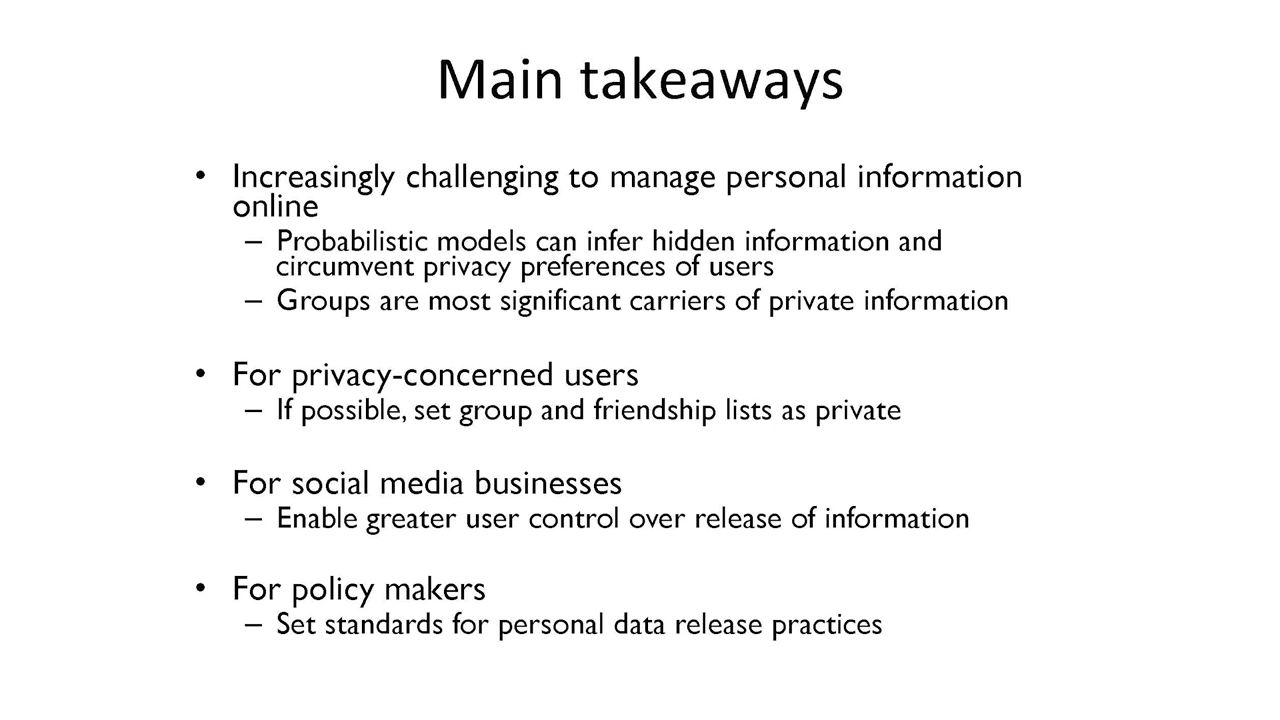 Main takeaways
• Increasingly challenging to manage personal information
online
– Probabilistic models can infer hidden information and
circumvent privacy preferences of users
– Groups are most significant carriers of private information
• For privacy-concerned users
– If possible, set group and friendship lists as private
• For social media businesses
– Enable greater user control over release of information
• For policy makers
– Set standards for personal data release practices